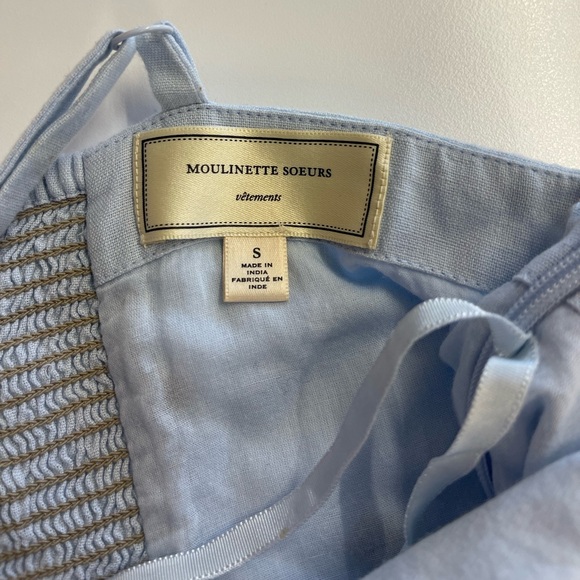 MOULINETTE SOEURS
vêtements
S
MADE IN
INDIA
FABRIQUÉ EN
INDE